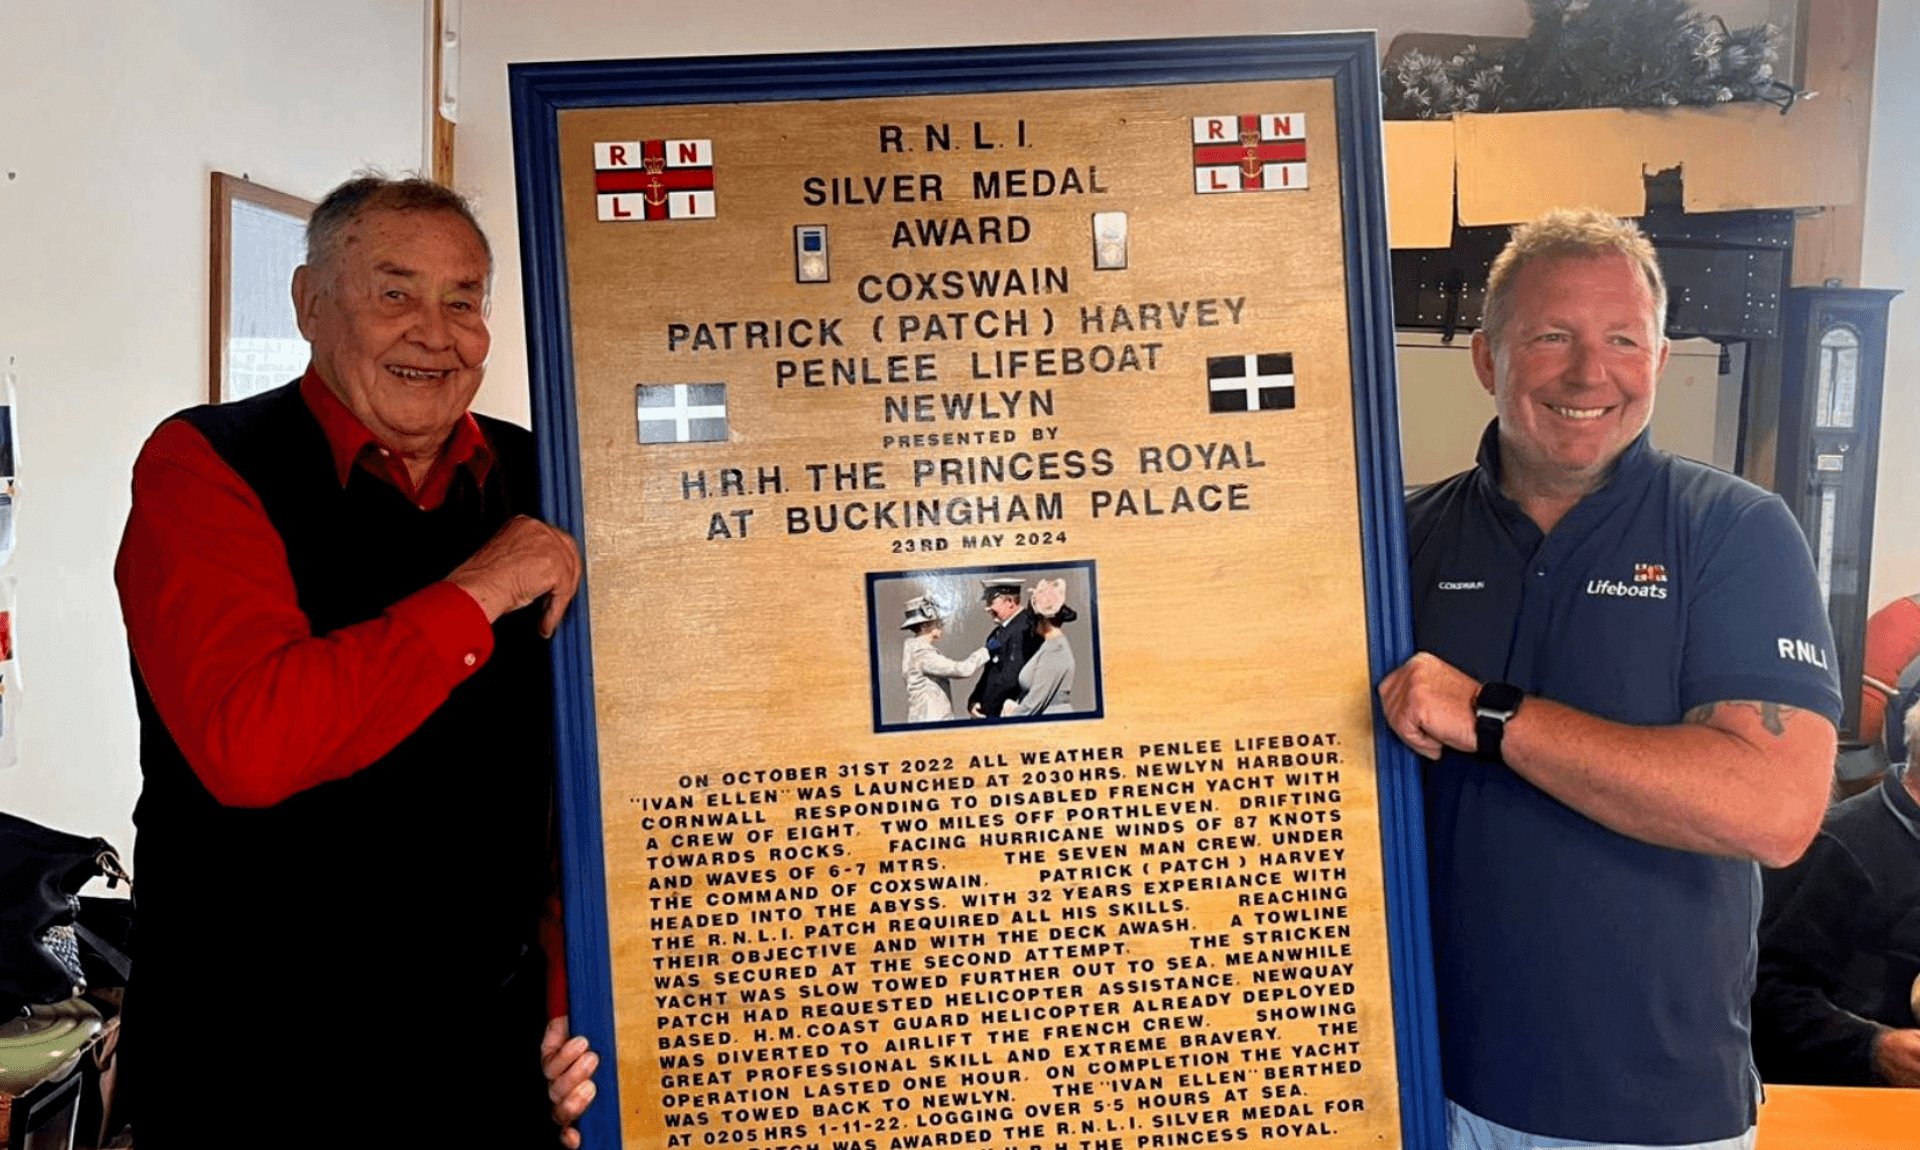 R.N.L.I.
SILVER MEDAL
AWARD
COXSWAIN
PATRICK (PATCH) HARVEY
PENLEE LIFEBOAT
NEWLYN
PRESENTED BY
H.R.H. THE PRINCESS ROYAL
AT BUCKINGHAM PALACE
23RD MAY 2024
ON OCTOBER 31ST 2022 ALL WEATHER PENLEE LIFEBOAT.
"IVAN ELLEN" WAS LAUNCHED AT 2030HRS. NEWLYN HARBOUR.
CORNWALL RESPONDING TO DISABLED FRENCH YACHT WITH
A CREW OF EIGHT. TWO MILES OFF PORTHLEVEN. DRIFTING
TOWARDS ROCKS. FACING HURRICANE WINDS OF 87 KNOTS
AND WAVES OF 6-7 MTRS. THE SEVEN MAN CREW. UNDER
THE COMMAND OF COXSWAIN. PATRICK (PATCH) HARVEY
HEADED INTO THE ABYSS. WITH 32 YEARS EXPERIANCE WITH
THE R.N.L.I. PATCH REQUIRED ALL HIS SKILLS. REACHING
THEIR OBJECTIVE AND WITH THE DECK AWASH. A TOWLINE
WAS SECURED AT THE SECOND ATTEMPT. THE STRICKEN
YACHT WAS SLOW TOWED FURTHER OUT TO SEA. MEANWHILE
PATCH HAD REQUESTED HELICOPTER ASSISTANCE. NEWQUAY
BASED. H.M. COAST GUARD HELICOPTER ALREADY DEPLOYED
WAS DIVERTED TO AIRLIFT THE FRENCH CREW. SHOWING
GREAT PROFESSIONAL SKILL AND EXTREME BRAVERY. THE
OPERATION LASTED ONE HOUR. ON COMPLETION THE YACHT
WAS TOWED BACK TO NEWLYN. THE "IVAN ELLEN" BERTHED
AT 0205HRS 1-11-22. LOGGING OVER 5·5 HOURS AT SEA.
PATCH WAS AWARDED THE R.N.L.I. SILVER MEDAL FOR
H.R.H THE PRINCESS ROYAL.
R N
L I
R N
L I
COXSWAIN
Lifeboats
RNLI